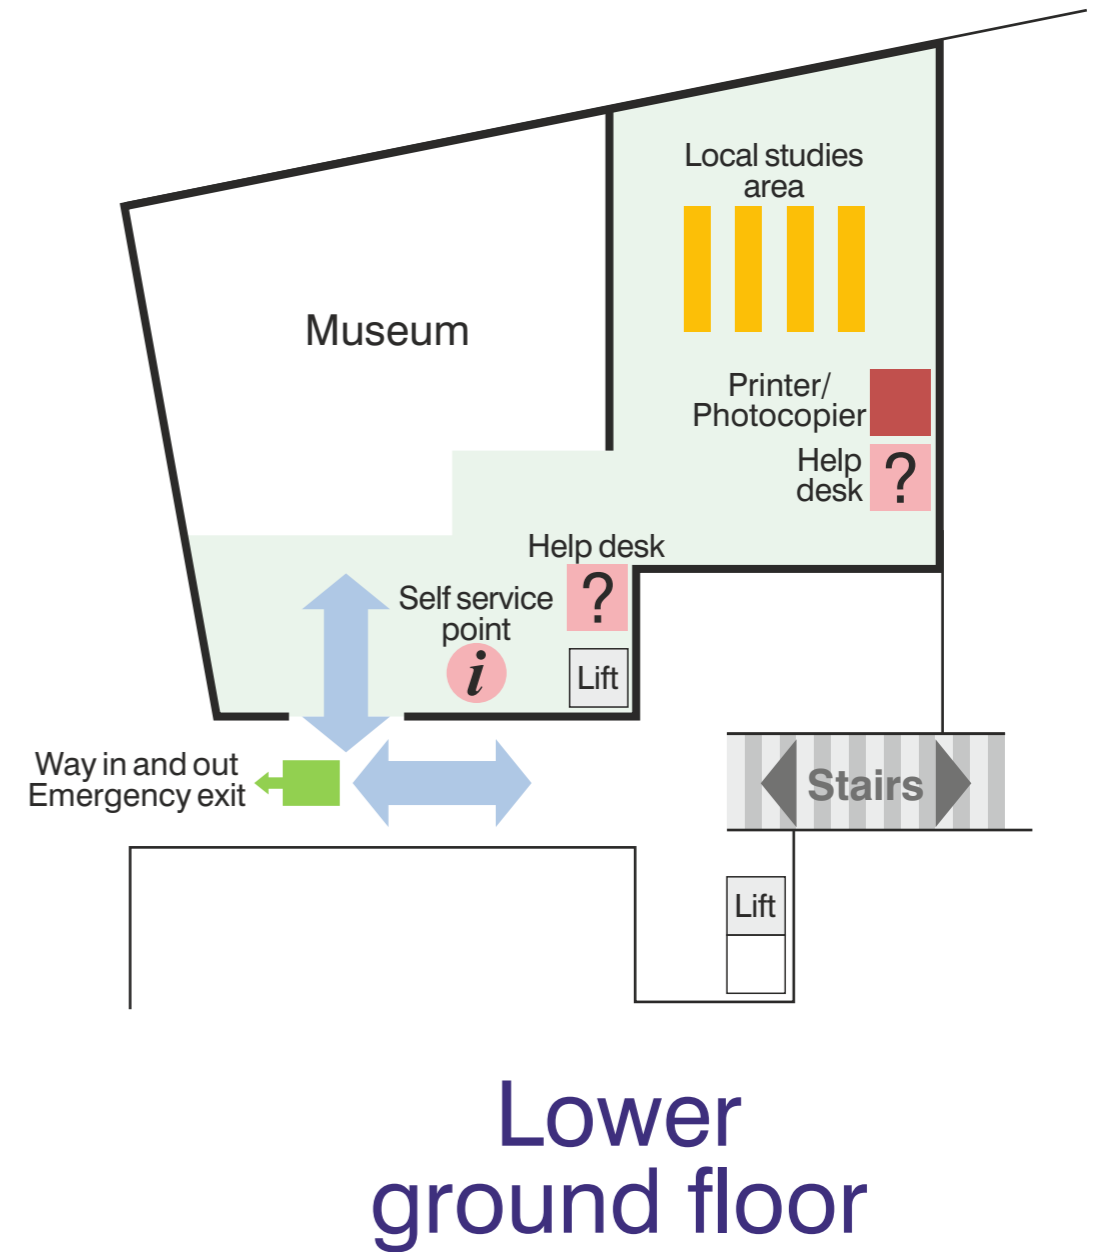 Local studies
area
Museum
Printer/
Photocopier
Help
desk
?
Help desk
?
Self service
point
i
Lift
Way in and out
Emergency exit
Stairs
Lift
Lower
ground floor